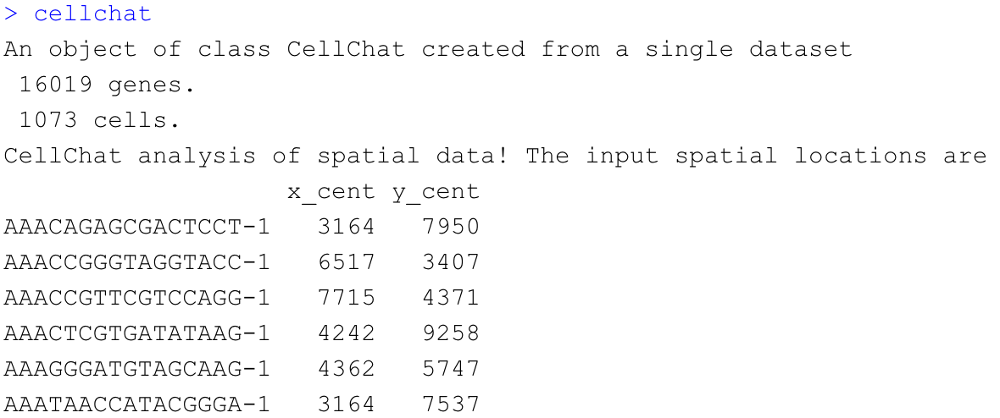 > cellchat
An object of class CellChat created from a single dataset
 16019 genes.
 1073 cells.
CellChat analysis of spatial data! The input spatial locations are
                   x_cent y_cent
AAACAGAGCGACTCCT-1   3164   7950
AAACCGGGTAGGTACC-1   6517   3407
AAACCGTTCGTCCAGG-1   7715   4371
AAACTCGTGATATAAG-1   4242   9258
AAAGGGATGTAGCAAG-1   4362   5747
AAATAACCATACGGGA-1   3164   7537